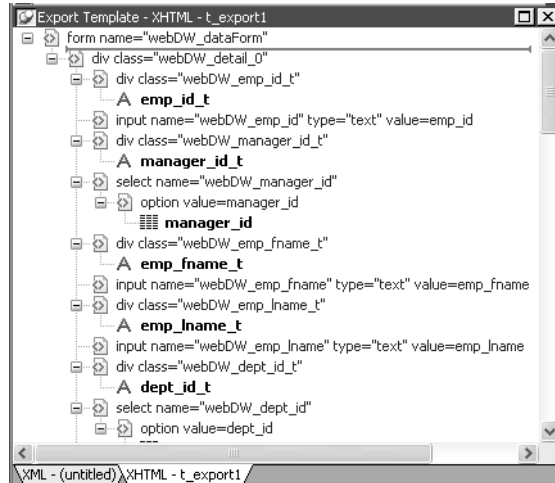 Export Template - XHTML - t_export1
form name="webDW_dataForm"
div class="webDW_detail_0"
div class="webDW_emp_id_t"
A emp_id_t
input name="webDW_emp_id" type="text" value=emp_id
div class="webDW_manager_id_t"
A manager_id_t
select name="webDW_manager_id"
option value=manager_id
manager_id
div class="webDW_emp_fname_t"
A emp_fname_t
input name="webDW_emp_fname" type="text" value=emp_fname
div class="webDW_emp_lname_t"
A emp_lname_t
input name="webDW_emp_lname" type="text" value=emp_lname
div class="webDW_dept_id_t"
A dept_id_t
select name="webDW_dept_id"
option value=dept_id
XML - (untitled) XHTML - t_export1